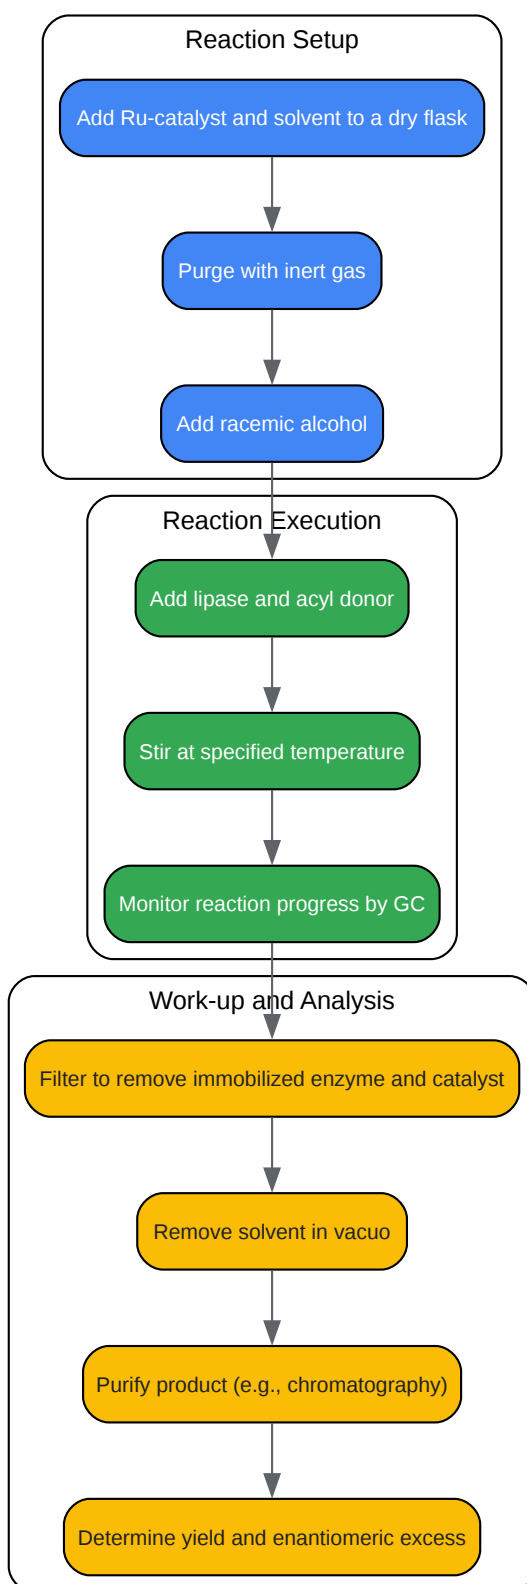 Reaction Setup
Add Ru-catalyst and solvent to a dry flask
Purge with inert gas
Add racemic alcohol
Reaction Execution
Add lipase and acyl donor
Stir at specified temperature
Monitor reaction progress by GC
Work-up and Analysis
Filter to remove immobilized enzyme and catalyst
Remove solvent in vacuo
Purify product (e.g., chromatography)
Determine yield and enantiomeric excess